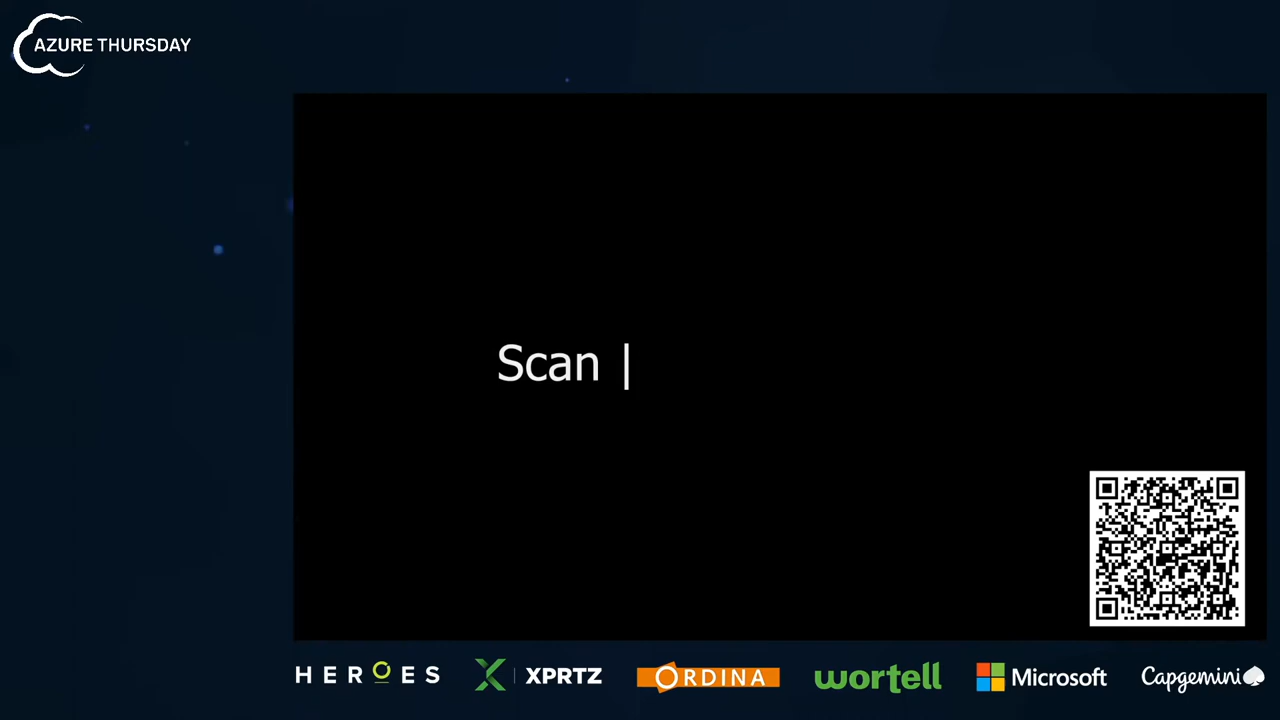 AZURE THURSDAY
Scan |
HEROES
XPRTZ
ORDINA
wortell
Microsoft
Capgemini